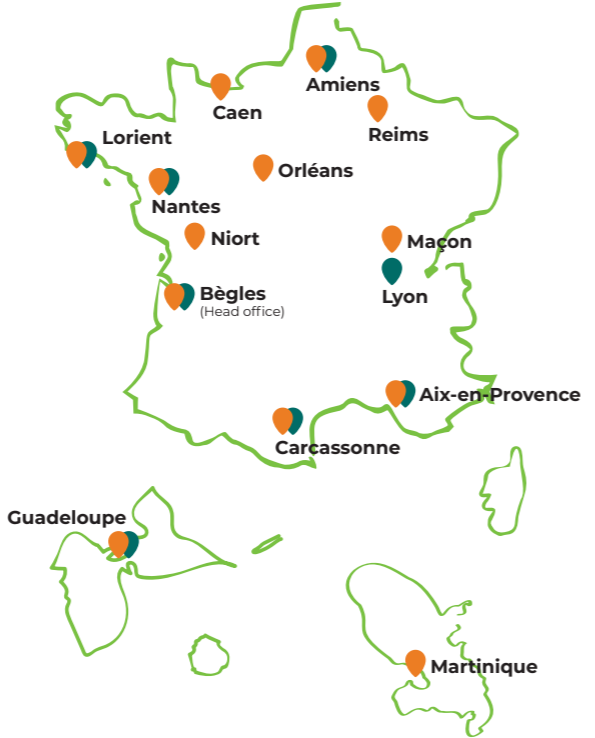 Amiens
Caen
Reims
Lorient
Orléans
Nantes
Niort
Maçon
Bègles
(Head office)
Lyon
Aix-en-Provence
Carcassonne
Guadeloupe
Martinique